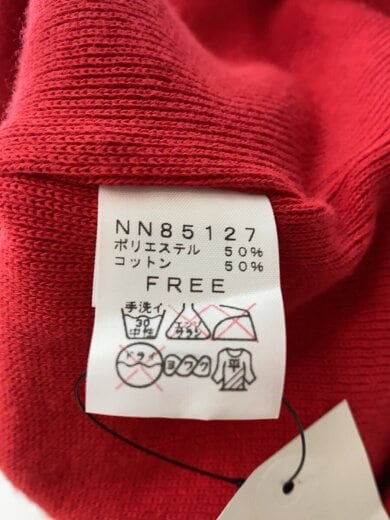 NN85127
ポリエステル 50%
コットン 50%
FREE
手洗イ
30
中性
エンソ
サラシ
ドライ
ヨワク
平